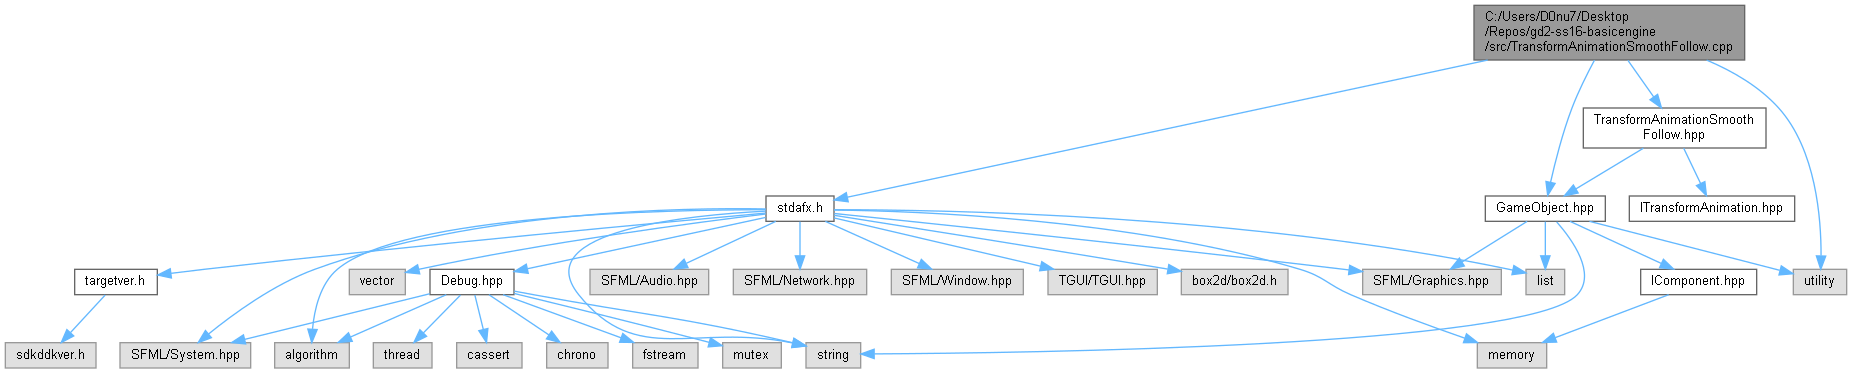 C:/Users/D0nu7/Desktop
/Repos/gd2-ss16-basicengine
/src/TransformAnimationSmoothFollow.cpp
TransformAnimationSmooth
Follow.hpp
stdafx.h
GameObject.hpp
ITransformAnimation.hpp
targetver.h
vector
Debug.hpp
SFML/Audio.hpp
SFML/Network.hpp
SFML/Window.hpp
TGUI/TGUI.hpp
box2d/box2d.h
SFML/Graphics.hpp
list
IComponent.hpp
utility
sdkddkver.h
SFML/System.hpp
algorithm
thread
cassert
chrono
fstream
mutex
string
memory